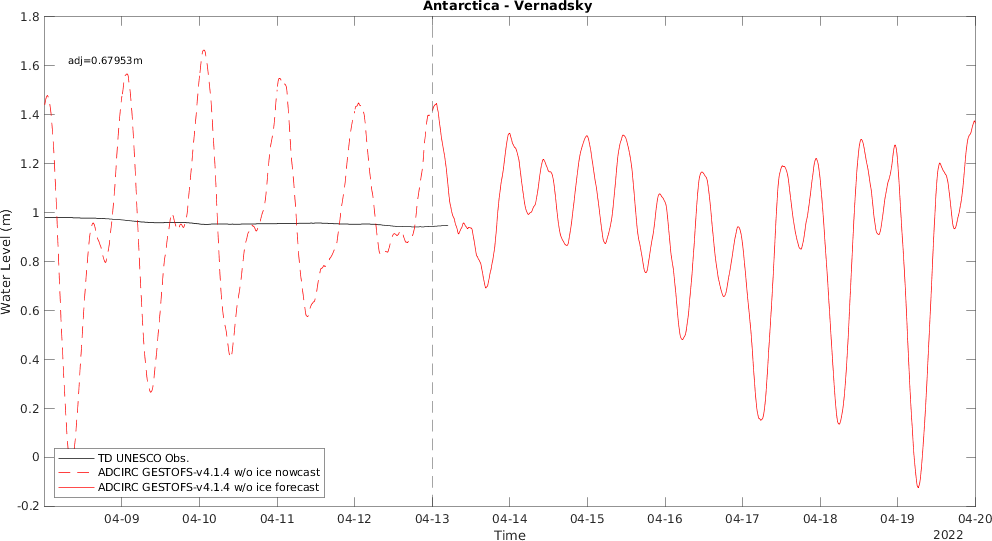 Antarctica - Vernadsky
adj=0.67953m
Water Level (m)
1.8
1.6
1.4
1.2
1
0.8
0.6
0.4
0.2
0
-0.2
TD UNESCO Obs.
ADCIRC GESTOFS-v4.1.4 w/o ice nowcast
ADCIRC GESTOFS-v4.1.4 w/o ice forecast
04-09 04-10 04-11 04-12 04-13 04-14 04-15 04-16 04-17 04-18 04-19 04-20
Time
2022